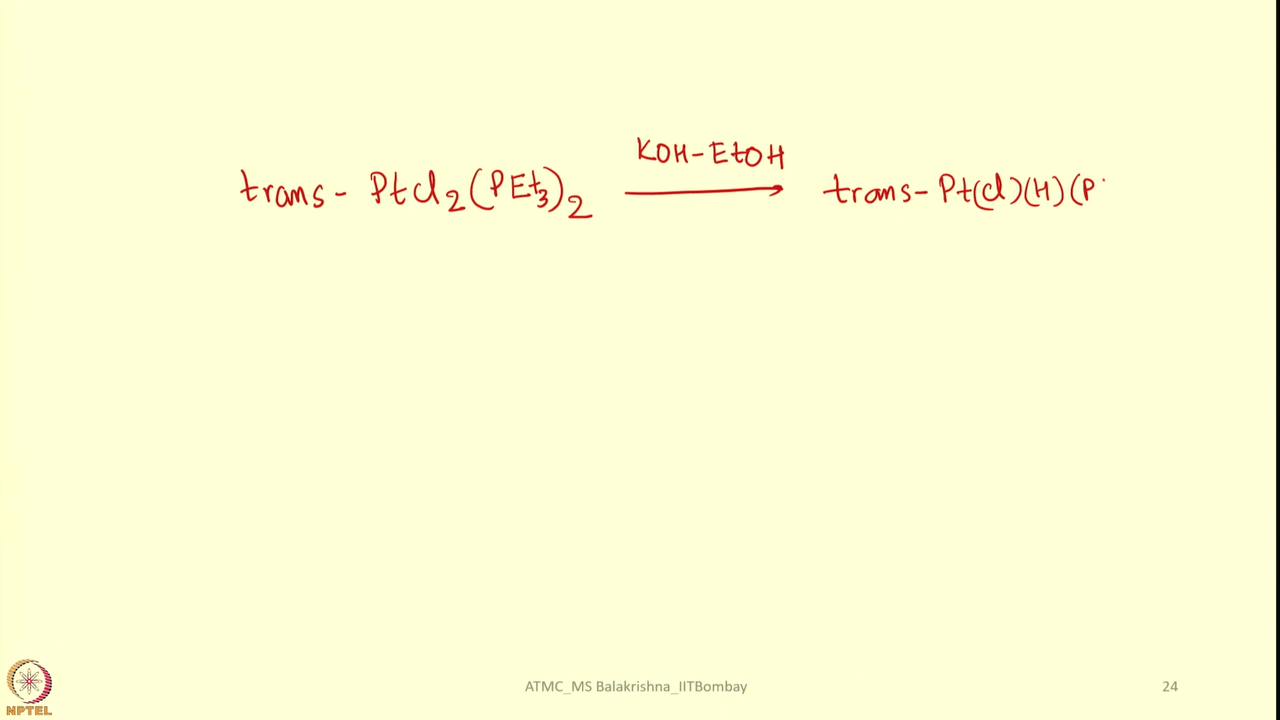 KOH-EtOH
trans- PtCl2(PEt3)2 → trans-Pt(Cl)(H)(P
ATMC_MS Balakrishna_IITBombay
24
NPTEL